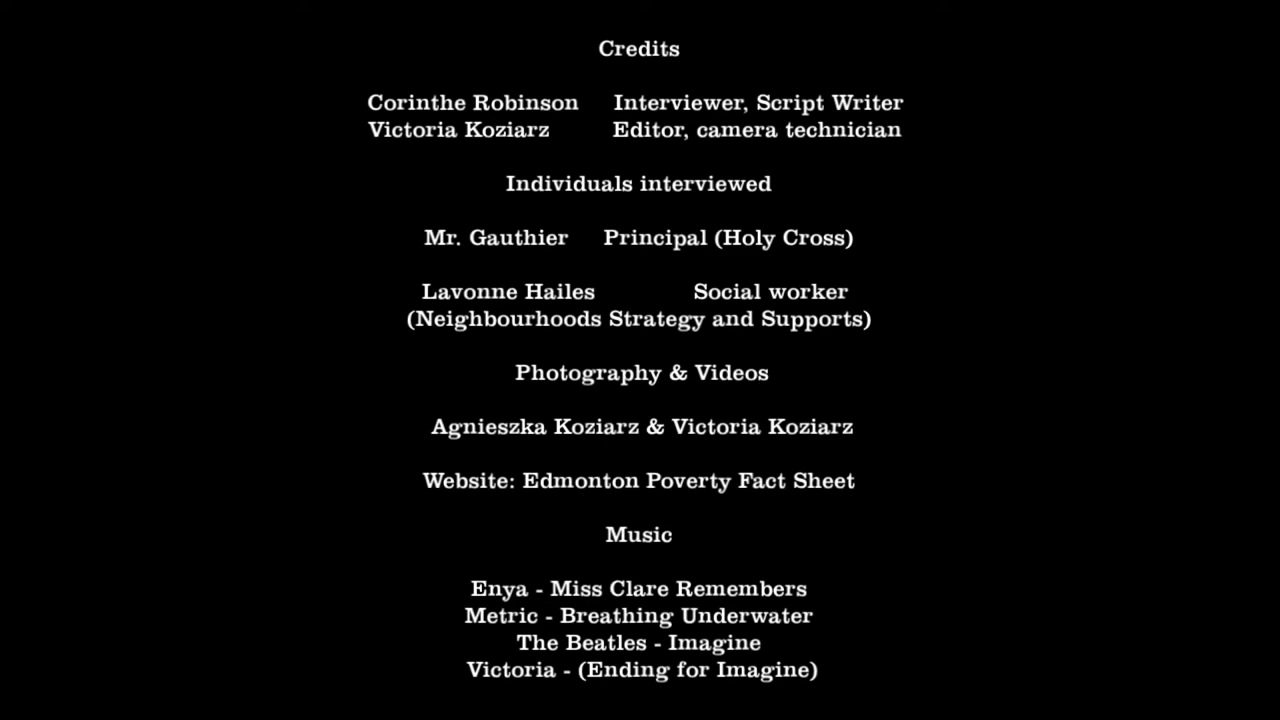 Credits
Corinthe Robinson Interviewer, Script Writer
Victoria Koziarz Editor, camera technician
Individuals interviewed
Mr. Gauthier Principal (Holy Cross)
Lavonne Hailes Social worker
(Neighbourhoods Strategy and Supports)
Photography & Videos
Agnieszka Koziarz & Victoria Koziarz
Website: Edmonton Poverty Fact Sheet
Music
Enya - Miss Clare Remembers
Metric - Breathing Underwater
The Beatles - Imagine
Victoria - (Ending for Imagine)